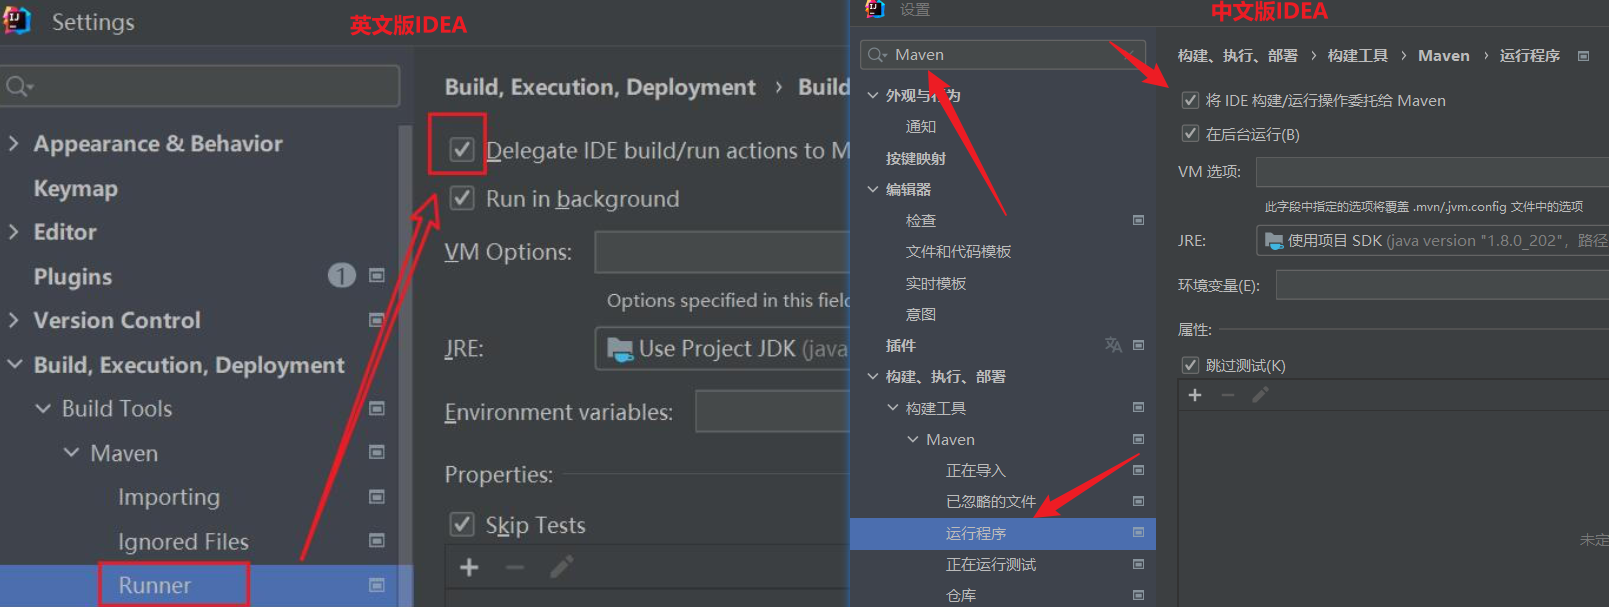 Settings
英文版IDEA
Build, Execution, Deployment › Build
Delegate IDE build/run actions to M
Appearance & Behavior
Run in background
Keymap
Editor
VM Options:
Plugins
1
Options specified in this field
Version Control
JRE:
Use Project JDK (java
Build, Execution, Deployment
Build Tools
Environment variables:
Maven
Properties:
Importing
Skip Tests
Ignored Files
Runner
设置
中文版IDEA
Maven
构建、执行、部署 › 构建工具 › Maven › 运行程序
外观与行为
将 IDE 构建/运行操作委托给 Maven
通知
在后台运行(B)
按键映射
VM 选项:
编辑器
此字段中指定的选项将覆盖 .mvn/.jvm.config 文件中的选项
检查
JRE:
使用项目 SDK (java version "1.8.0_202", 路径
文件和代码模板
实时模板
环境变量(E):
意图
属性:
插件
跳过测试(K)
构建、执行、部署
构建工具
Maven
正在导入
已忽略的文件
运行程序
未定
正在运行测试
仓库